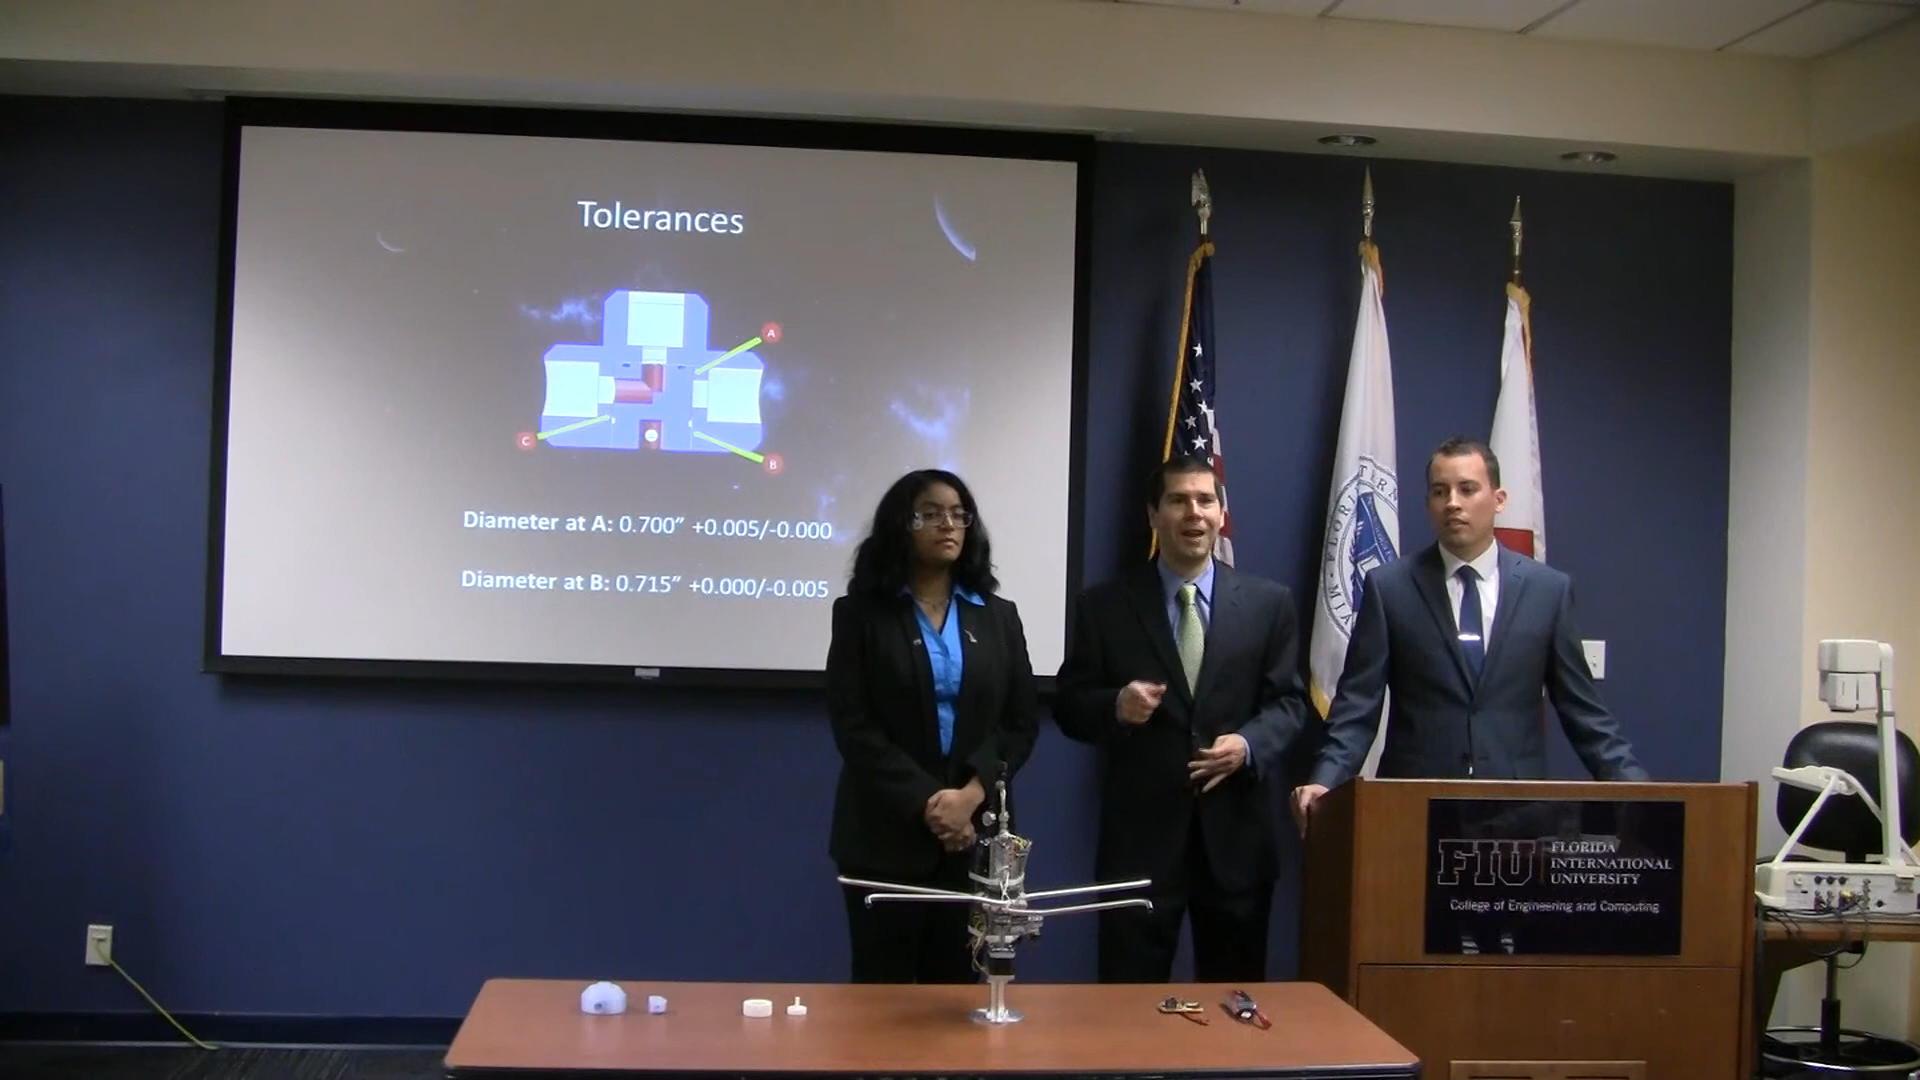 Tolerances
A
C
B
Diameter at A: 0.700″ +0.005/-0.000
Diameter at B: 0.715″ +0.000/-0.005
FIU
FLORIDA
INTERNATIONAL
UNIVERSITY
College of Engineering and Computing